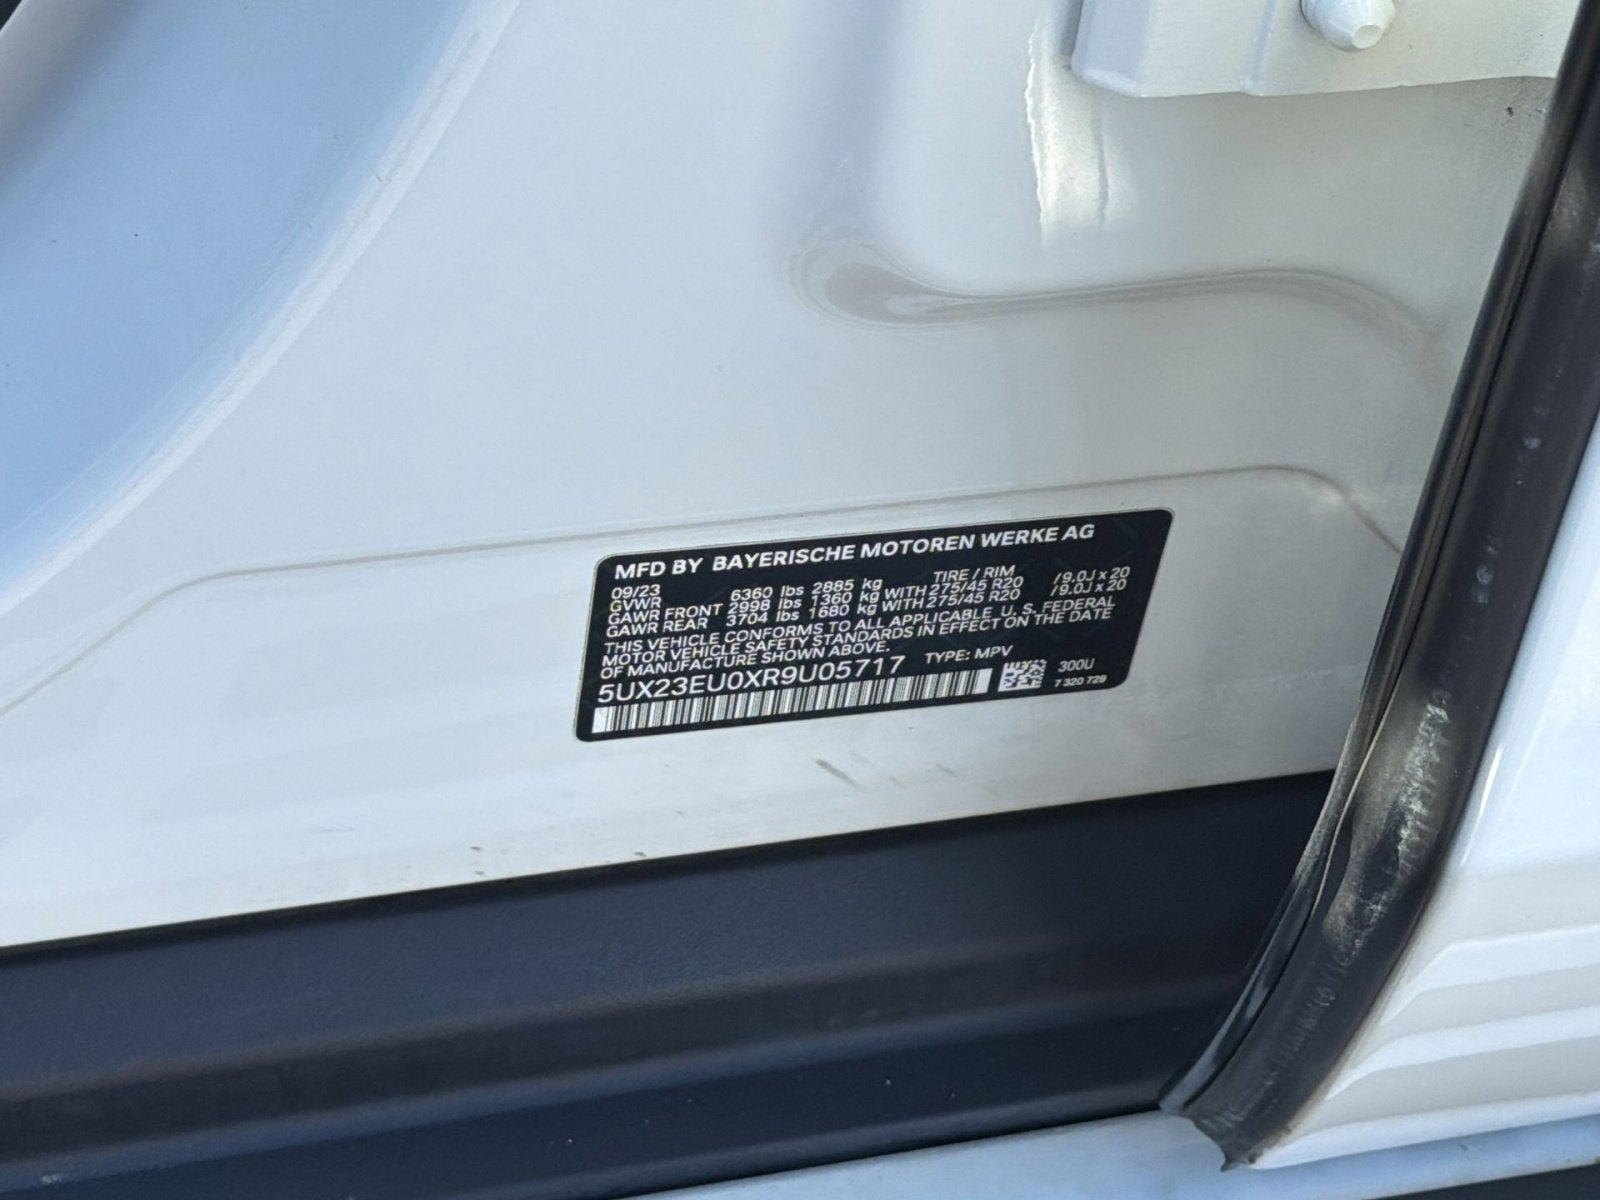 MFD BY BAYERISCHE MOTOREN WERKE AG
09/23 TIRE / RIM
GVWR 6360 lbs 2885 kg
GAWR FRONT 2998 lbs 1360 kg WITH 275/45 R20 /9.0J x 20
GAWR REAR 3704 lbs 1680 kg WITH 275/45 R20 /9.0J x 20
THIS VEHICLE CONFORMS TO ALL APPLICABLE U. S. FEDERAL
MOTOR VEHICLE SAFETY STANDARDS IN EFFECT ON THE DATE
OF MANUFACTURE SHOWN ABOVE.
5UX23EU0XR9U05717 TYPE: MPV
300U
7 320 729